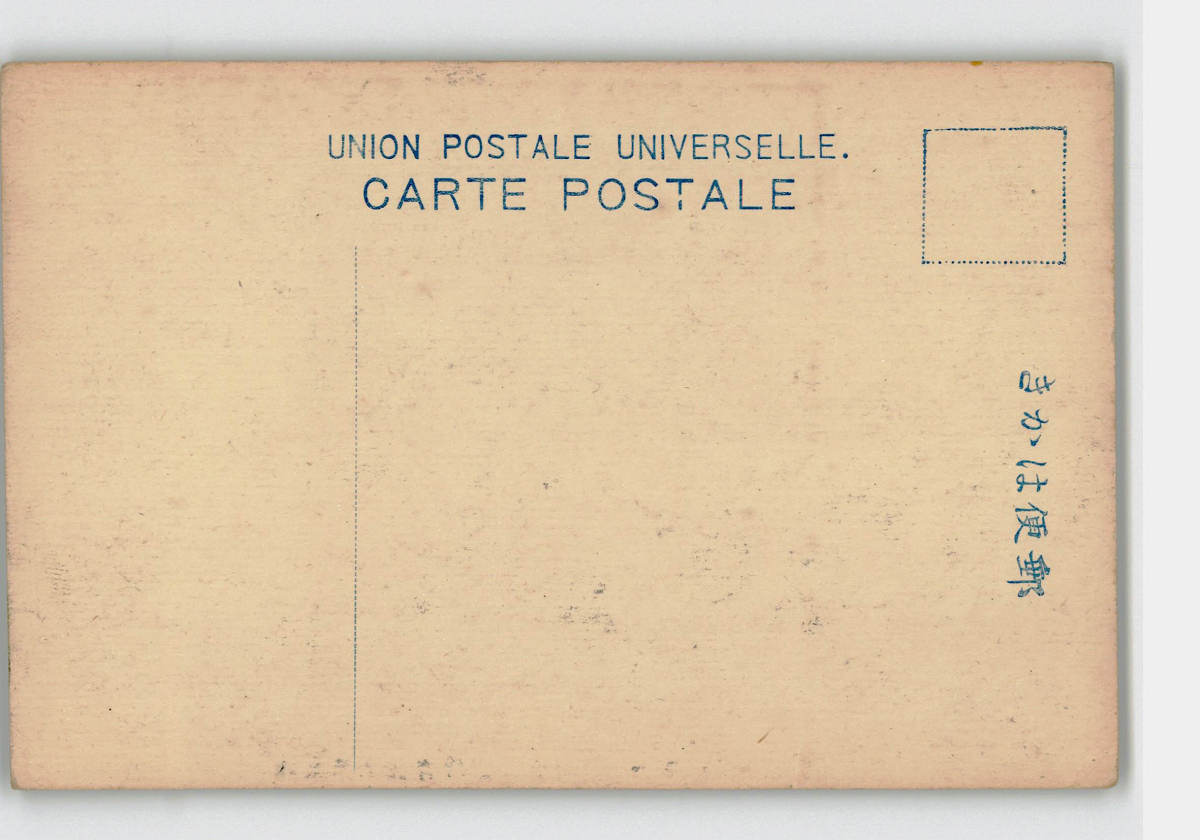 UNION POSTALE UNIVERSELLE.
CARTE POSTALE
郵便はかき